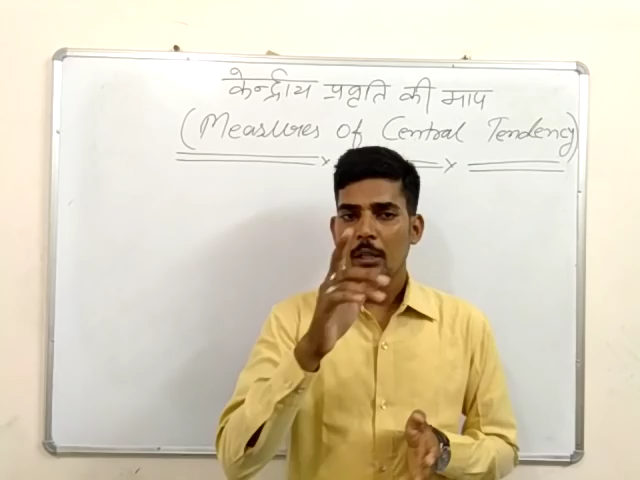 केन्द्रीय प्रवृति की माप
(Measures of Central Tendency)